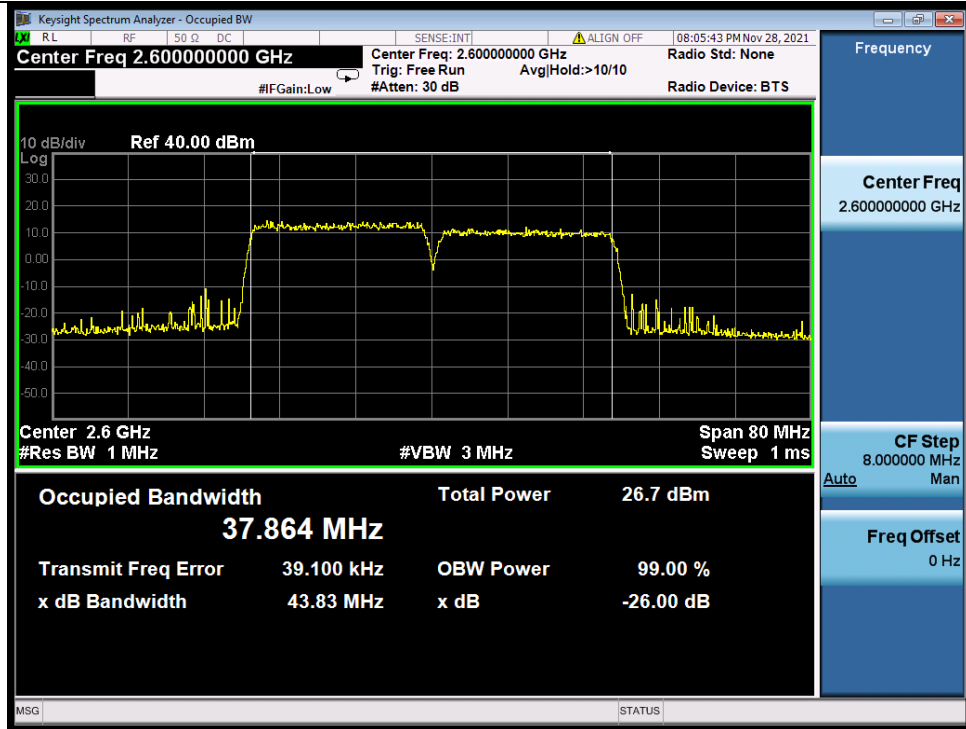 Keysight Spectrum Analyzer - Occupied BW
LXI RL RF 50 Ω DC SENSE:INT ALIGN OFF 08:05:43 PM Nov 28, 2021
Center Freq 2.600000000 GHz
Center Freq: 2.600000000 GHz Radio Std: None
Trig: Free Run Avg|Hold:>10/10
#IFGain:Low #Atten: 30 dB Radio Device: BTS
Frequency
10 dB/div Ref 40.00 dBm
Log
30.0
20.0
10.0
0.00
-10.0
-20.0
-30.0
-40.0
-50.0
Center 2.6 GHz Span 80 MHz
#Res BW 1 MHz #VBW 3 MHz Sweep 1 ms
Occupied Bandwidth Total Power 26.7 dBm
37.864 MHz
Transmit Freq Error 39.100 kHz OBW Power 99.00 %
x dB Bandwidth 43.83 MHz x dB -26.00 dB
Center Freq
2.600000000 GHz
CF Step
8.000000 MHz
Auto Man
Freq Offset
0 Hz
MSG STATUS